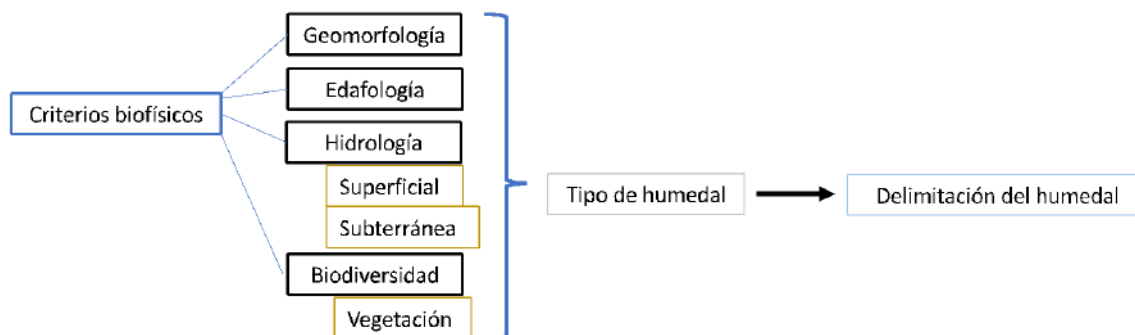 Geomorfología
Edafología
Criterios biofísicos
Hidrología
Superficial
Tipo de humedal
Delimitación del humedal
Subterránea
Biodiversidad
Vegetación